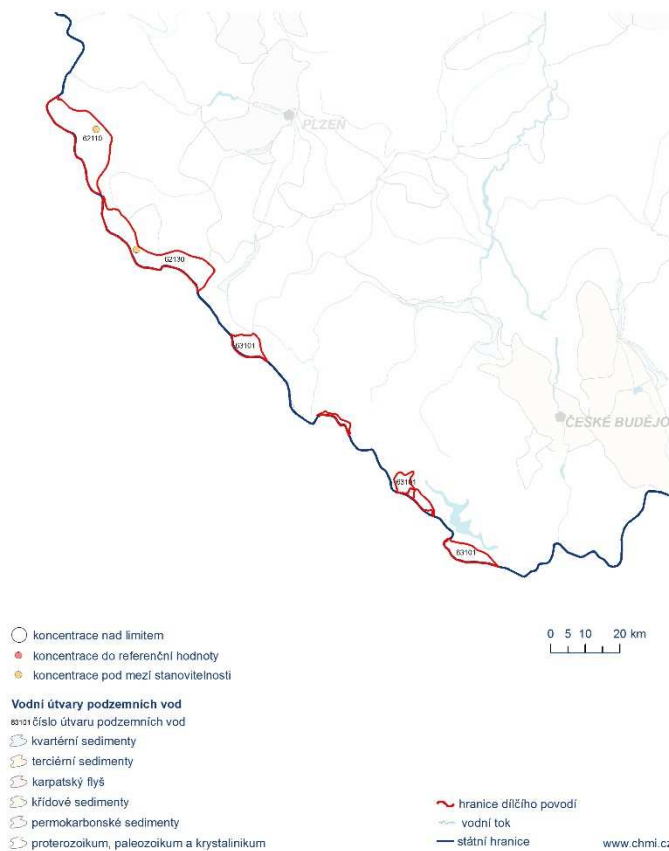 PLZEŇ
62110
62130
63101
ČESKÉ BUDĚJO
63101
63101
koncentrace nad limitem
koncentrace do referenční hodnoty
koncentrace pod mezí stanovitelnosti
0 5 10 20 km
Vodní útvary podzemních vod
63101 číslo útvaru podzemních vod
kvartérní sedimenty
terciérní sedimenty
karpatský flyš
křídové sedimenty
permokarbonské sedimenty
proterozoikum, paleozoikum a krystalinikum
hranice dílčího povodí
vodní tok
státní hranice
www.chmi.cz